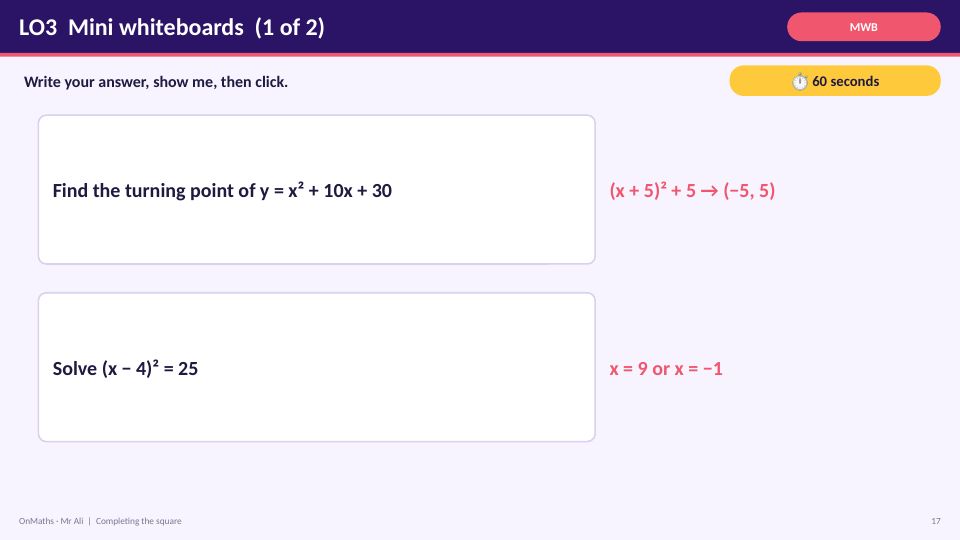 LO3  Mini whiteboards  (1 of 2)
MWB
Write your answer, show me, then click.
⏱ 60 seconds
Find the turning point of y = x² + 10x + 30
(x + 5)² + 5 → (−5, 5)
Solve (x − 4)² = 25
x = 9 or x = −1
OnMaths · Mr Ali  |  Completing the square
17